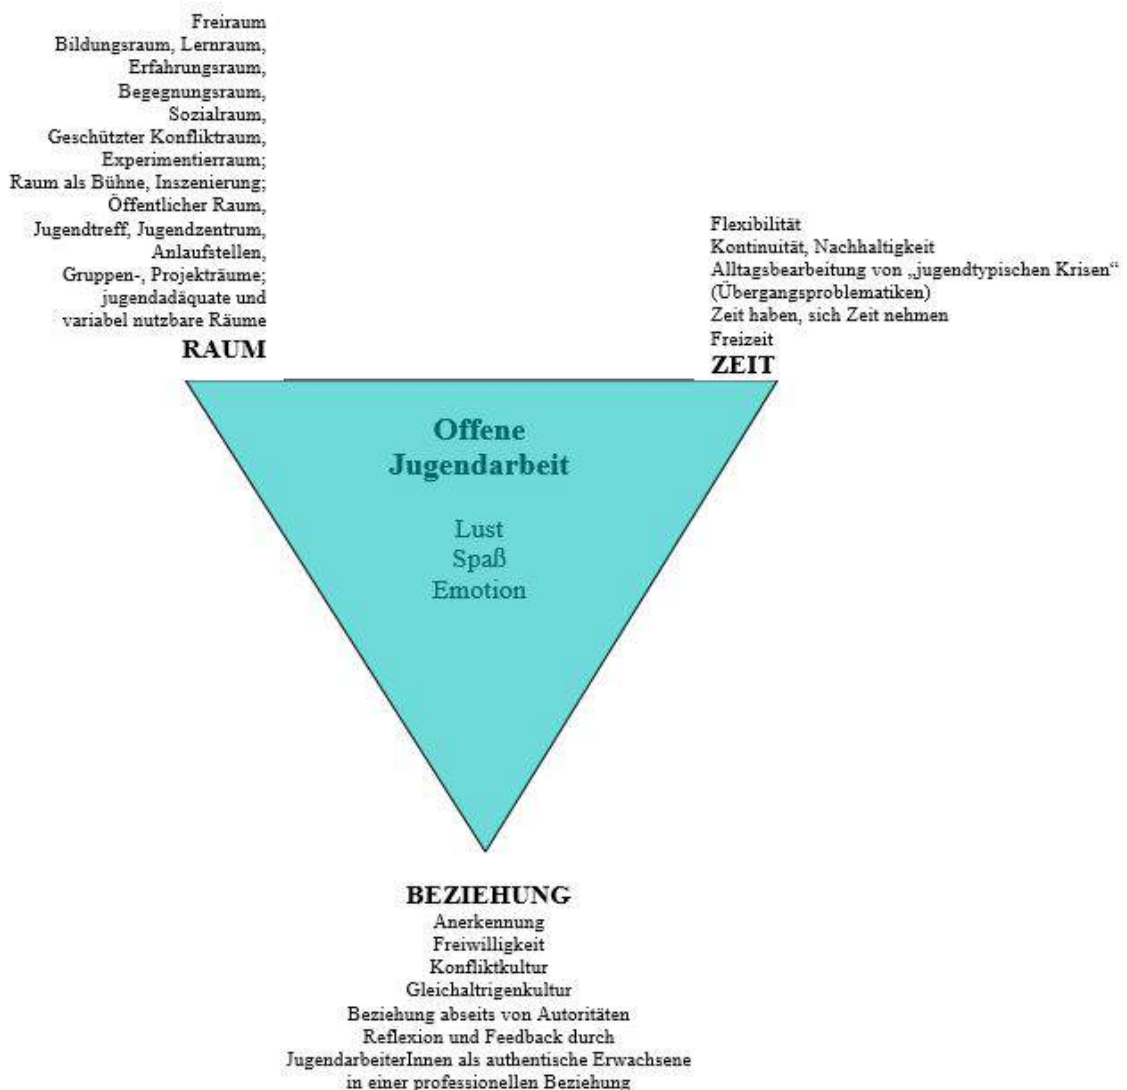 Freiraum
Bildungsraum, Lernraum,
Erfahrungsraum,
Begegnungsraum,
Sozialraum,
Geschützter Konfliktraum,
Experimentierraum;
Raum als Bühne, Inszenierung;
Öffentlicher Raum,
Jugendtreff, Jugendzentrum,
Anlaufstellen,
Gruppen-, Projekträume;
jugendadäquate und
variabel nutzbare Räume
RAUM
Flexibilität
Kontinuität, Nachhaltigkeit
Alltagsbearbeitung von „jugendtypischen Krisen“
(Übergangsproblematiken)
Zeit haben, sich Zeit nehmen
Freizeit
ZEIT
Offene
Jugendarbeit
Lust
Spaß
Emotion
BEZIEHUNG
Anerkennung
Freiwilligkeit
Konfliktkultur
Gleichaltrigenkultur
Beziehung abseits von Autoritäten
Reflexion und Feedback durch
JugendarbeiterInnen als authentische Erwachsene
in einer professionellen Beziehung